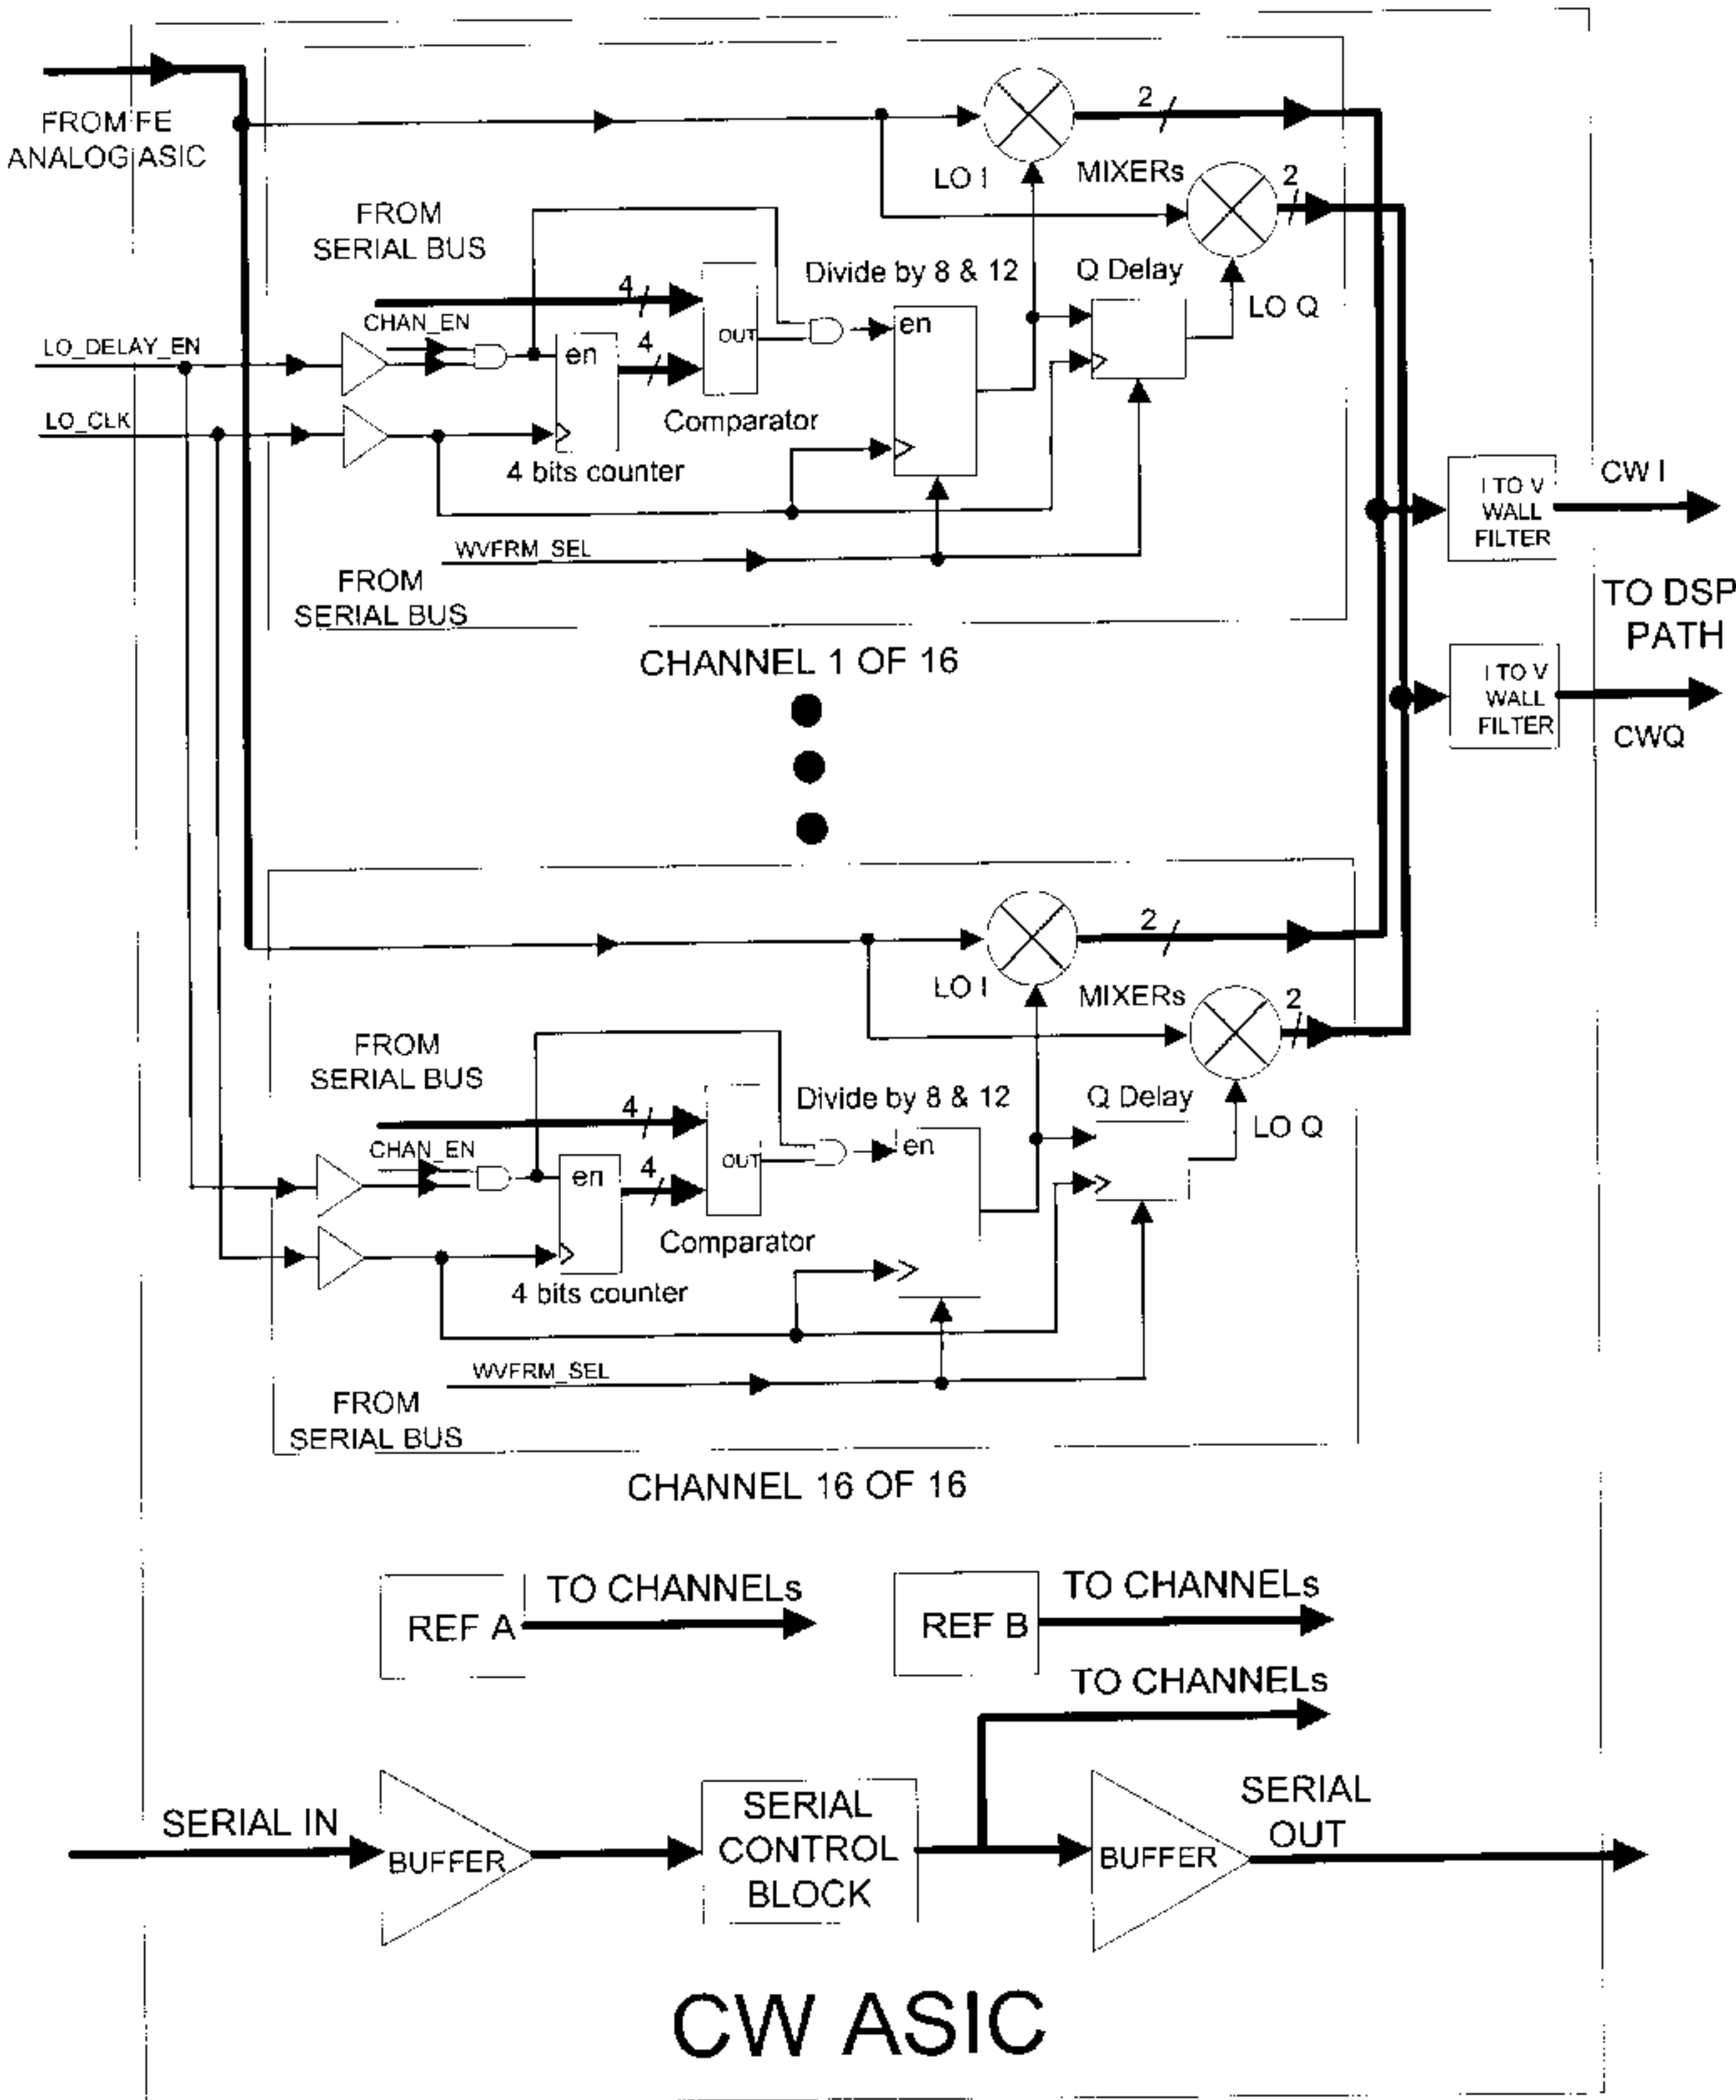 FROM FE
ANALOG ASIC
2
LO I
MIXERs
2
FROM
SERIAL BUS
Divide by 8 & 12
Q Delay
4
LO Q
CHAN_EN
LO_DELAY_EN
en
4
OUT
en
LO_CLK
Comparator
4 bits counter
WVFRM_SEL
FROM
SERIAL BUS
I TO V
WALL
FILTER
CW I
TO DSP
PATH
CHANNEL 1 OF 16
I TO V
WALL
FILTER
CWQ
2
LO I
MIXERs
2
FROM
SERIAL BUS
Divide by 8 & 12
Q Delay
4
LO Q
CHAN_EN
en
4
OUT
en
Comparator
4 bits counter
WVFRM_SEL
FROM
SERIAL BUS
CHANNEL 16 OF 16
REF A
TO CHANNELs
REF B
TO CHANNELs
TO CHANNELs
SERIAL IN
BUFFER
SERIAL
CONTROL
BLOCK
BUFFER
SERIAL
OUT
CW ASIC